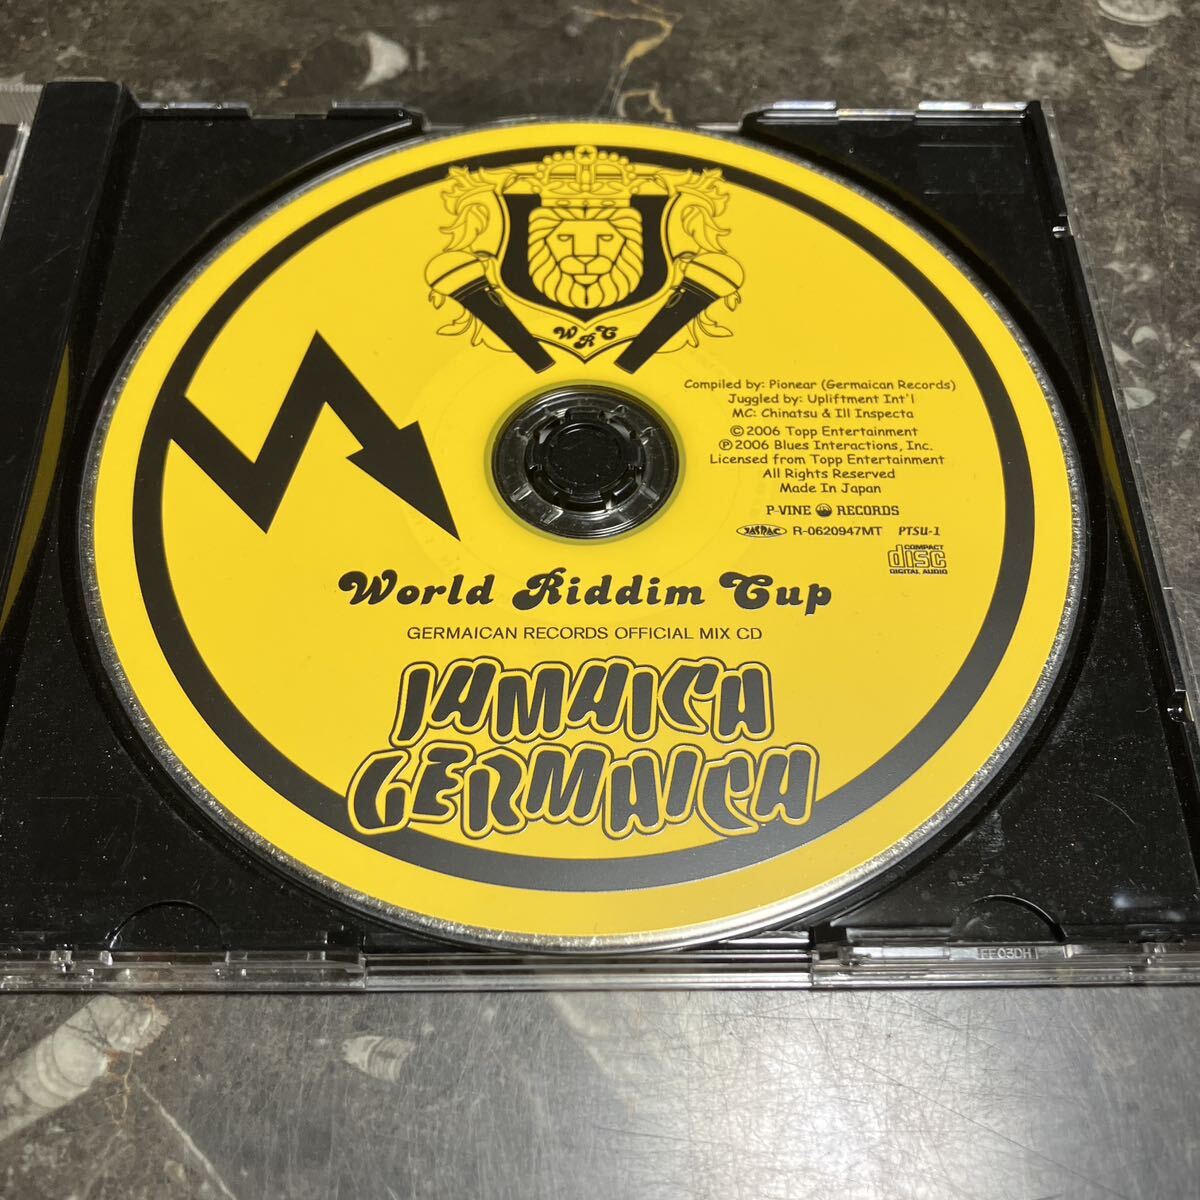 WRC
Compiled by: Pionear (Germaican Records)
Juggled by: Upliftment Int'l
MC: Chinatsu & Ill Inspecta
© 2006 Topp Entertainment
℗ 2006 Blues Interactions, Inc.
Licensed from Topp Entertainment
All Rights Reserved
Made In Japan
P-VINE RECORDS
JASRAC R-0620947MT PTSU-1
COMPACT
disc
DIGITAL AUDIO
World Riddim Cup
GERMAICAN RECORDS OFFICIAL MIX CD
JAMAICA
GERMAICA